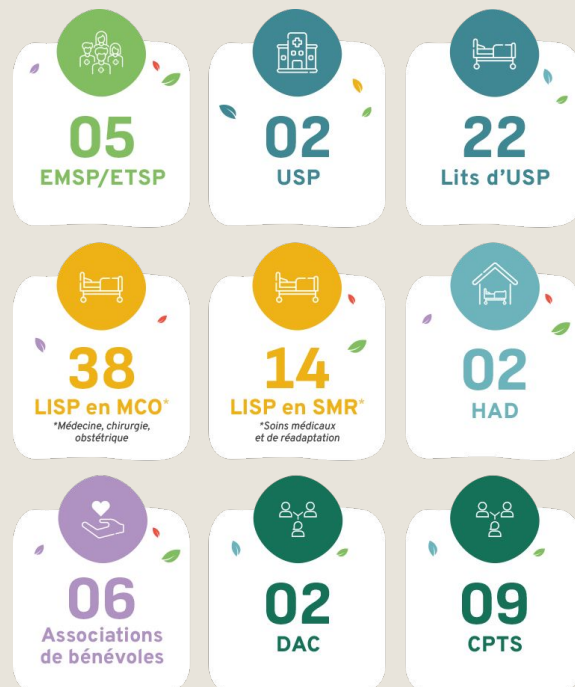 05
EMSP/ETSP
02
USP
22
Lits d'USP
38
LISP en MCO*
*Médecine, chirurgie,
obstétrique
14
LISP en SMR*
*Soins médicaux
et de réadaptation
02
HAD
06
Associations
de bénévoles
02
DAC
09
CPTS